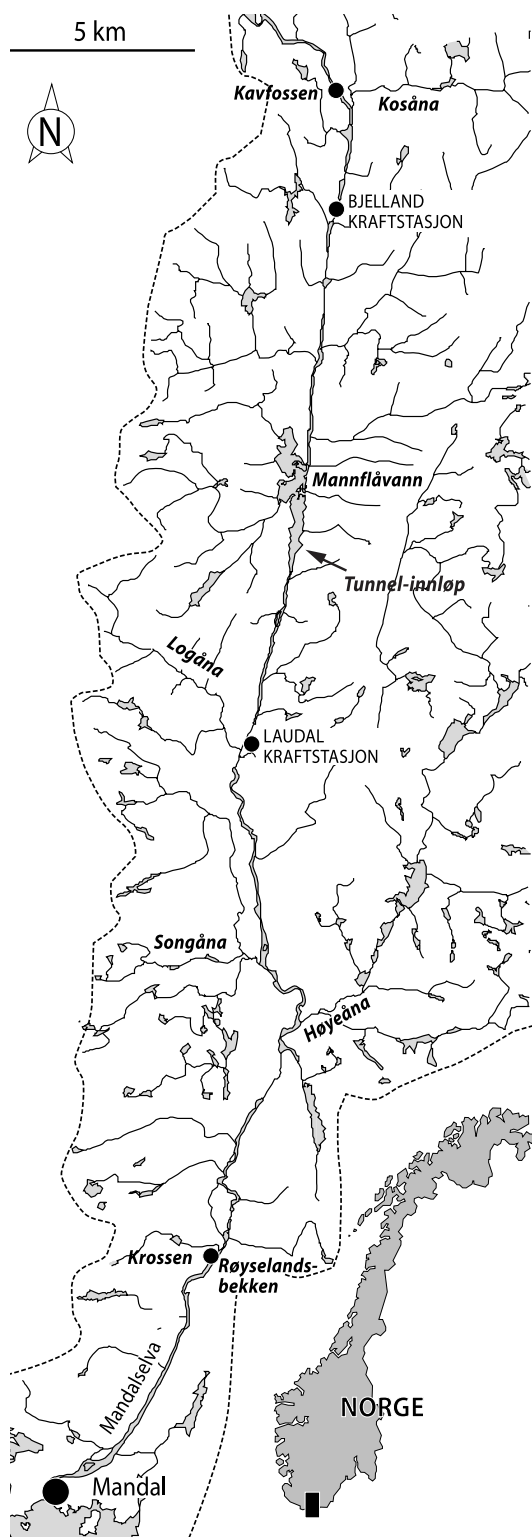 5 km
N
Kavfossen
Kosåna
BJELLAND
KRAFTSTASJON
Mannflåvann
Tunnel-innløp
Logåna
LAUDAL
KRAFTSTASJON
Songåna
Høyeåna
Krossen
Røyselands-
bekken
Mandalselva
NORGE
Mandal